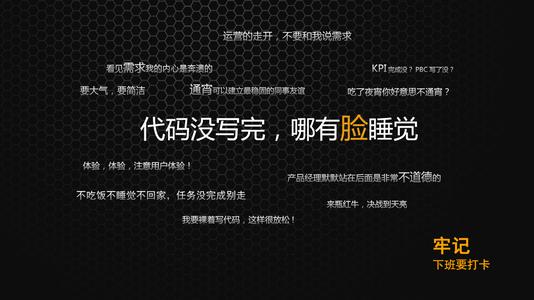 运营的走开，不要和我说需求
看见需求我的内心是奔溃的
KPI 完成没？ PBC 写了没？
要大气，要简洁
通宵可以建立最稳固的同事友谊
吃了夜宵你好意思不通宵？
代码没写完，哪有脸睡觉
体验，体验，注意用户体验！
产品经理默默站在后面是非常不道德的
不吃饭不睡觉不回家、任务没完成别走
来瓶红牛，决战到天亮
我要裸着写代码，这样很放松！
牢记
下班要打卡